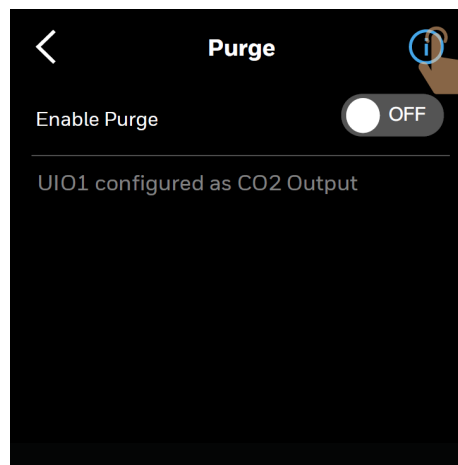 Purge
i
Enable Purge
OFF
UIO1 configured as CO2 Output